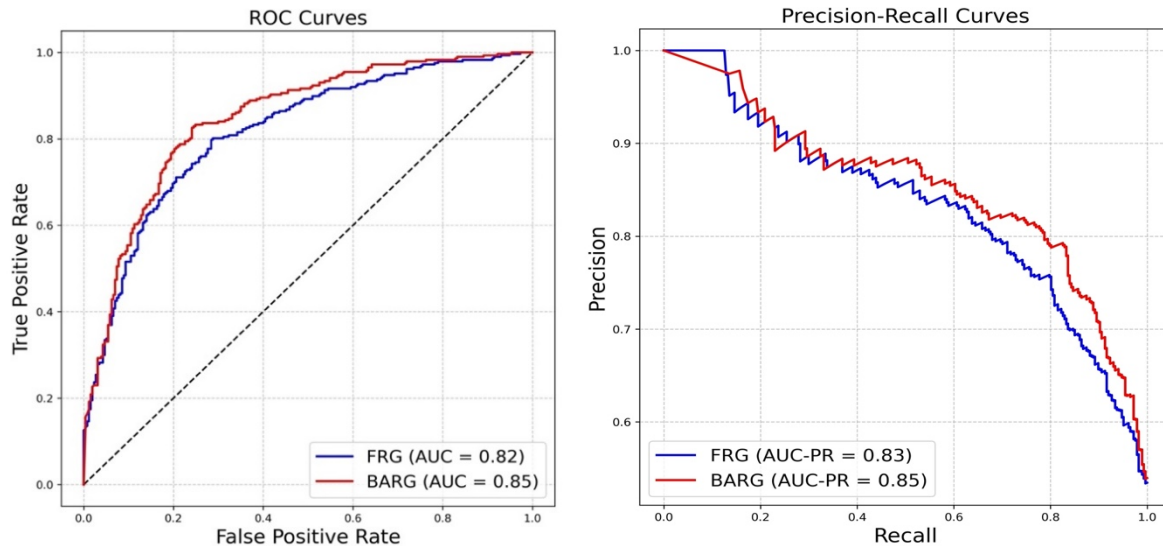 ROC Curves
1.0
0.8
0.6
0.4
0.2
0.0
True Positive Rate
0.0 0.2 0.4 0.6 0.8 1.0
False Positive Rate
FRG (AUC = 0.82)
BARG (AUC = 0.85)
Precision-Recall Curves
1.0
0.9
0.8
0.7
0.6
Precision
0.0 0.2 0.4 0.6 0.8 1.0
Recall
FRG (AUC-PR = 0.83)
BARG (AUC-PR = 0.85)